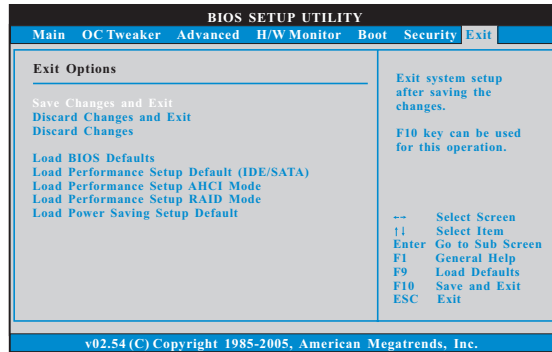 BIOS SETUP UTILITY
Main OC Tweaker Advanced H/W Monitor Boot Security Exit
Exit Options
Save Changes and Exit
Discard Changes and Exit
Discard Changes
Load BIOS Defaults
Load Performance Setup Default (IDE/SATA)
Load Performance Setup AHCI Mode
Load Performance Setup RAID Mode
Load Power Saving Setup Default
Exit system setup
after saving the
changes.
F10 key can be used
for this operation.
←→ Select Screen
↑↓ Select Item
Enter Go to Sub Screen
F1 General Help
F9 Load Defaults
F10 Save and Exit
ESC Exit
v02.54 (C) Copyright 1985-2005, American Megatrends, Inc.